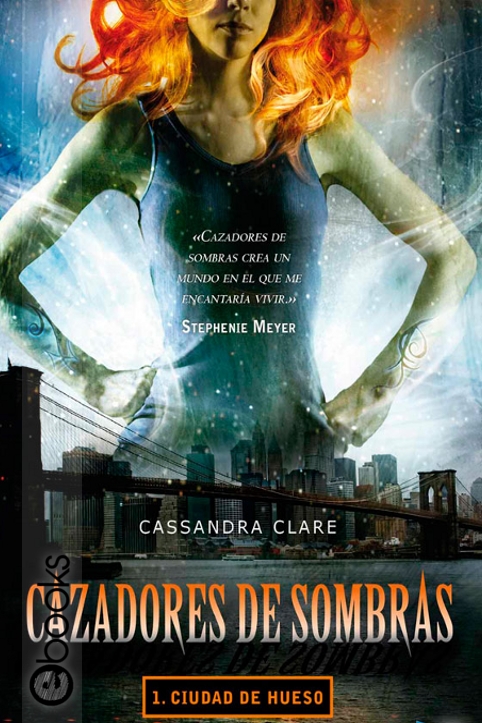 «CAZADORES DE
SOMBRAS CREA UN
MUNDO EN EL QUE ME
ENCANTARÍA VIVIR.»
STEPHENIE MEYER
CASSANDRA CLARE
CAZADORES DE SOMBRAS
1. CIUDAD DE HUESO
ebooks